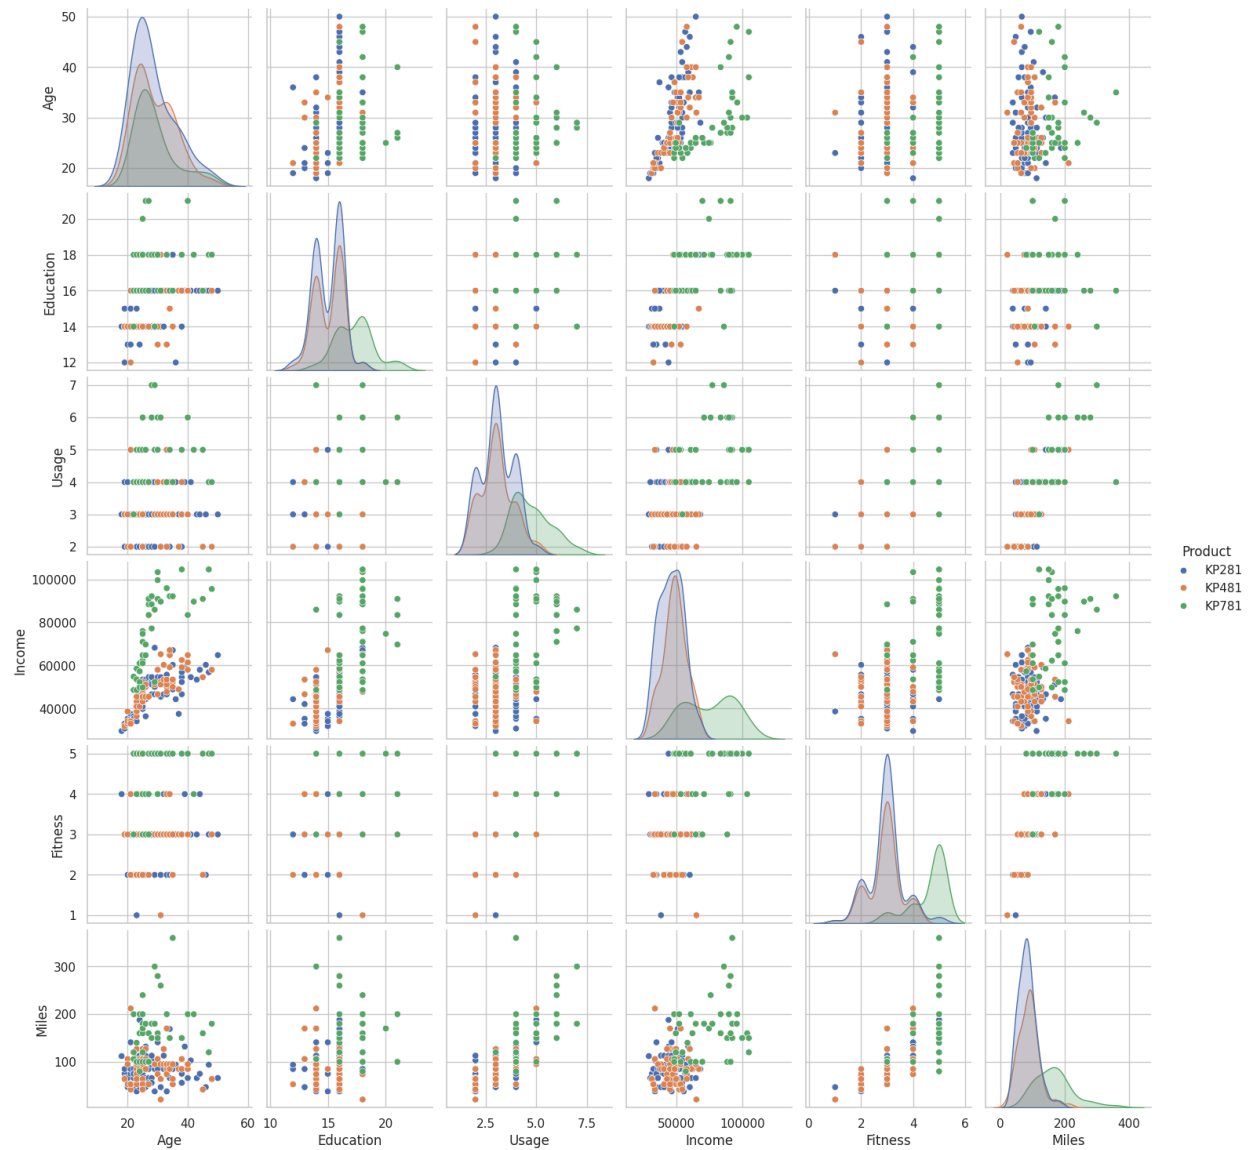 50
40
30
20
Age
20
18
16
14
12
Education
7
6
5
4
3
2
Usage
100000
80000
60000
40000
Income
5
4
3
2
1
Fitness
300
200
100
Miles
20 40 60
Age
10 15 20
Education
2.5 5.0 7.5
Usage
50000 100000
Income
0 2 4 6
Fitness
0 200 400
Miles
Product
KP281
KP481
KP781